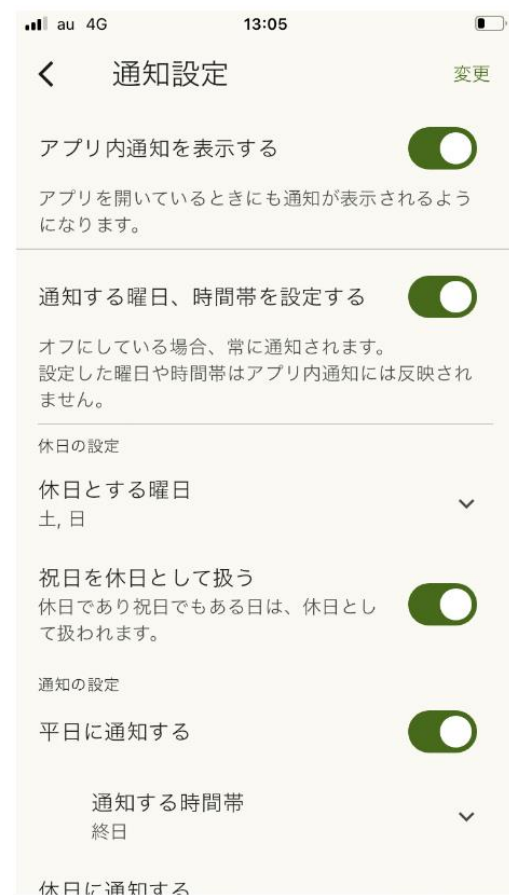 au 4G 13:05
通知設定 変更
アプリ内通知を表示する
アプリを開いているときにも通知が表示されるよう
になります。
通知する曜日、時間帯を設定する
オフにしている場合、常に通知されます。
設定した曜日や時間帯はアプリ内通知には反映され
ません。
休日の設定
休日とする曜日
土, 日
祝日を休日として扱う
休日であり祝日でもある日は、休日とし
て扱われます。
通知の設定
平日に通知する
通知する時間帯
終日
休日に通知する